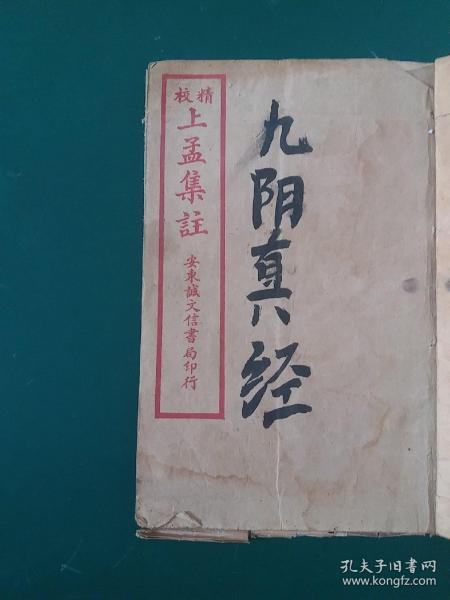 九阴真经
精校
上孟集註
安東誠文信書局印行
孔夫子旧书网
www.kongfz.com